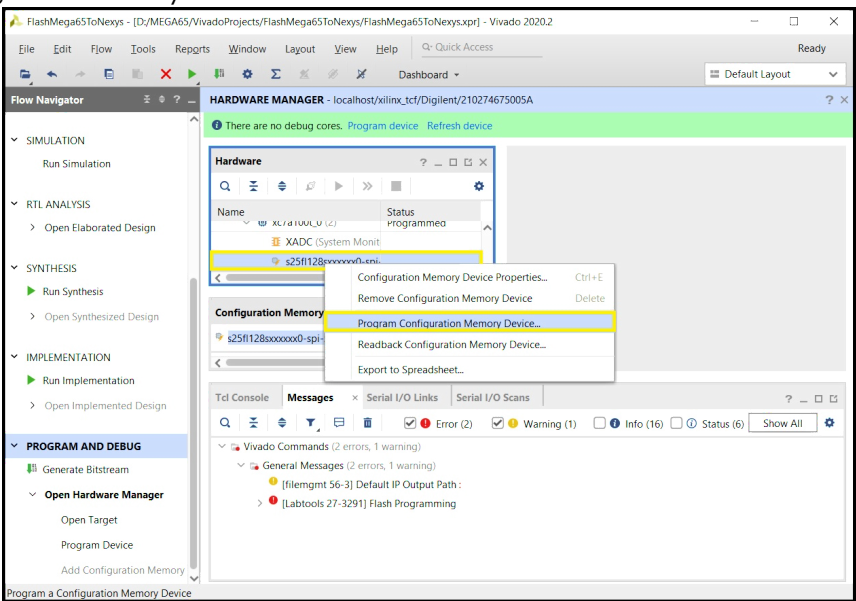 FlashMega65ToNexys - [D:/MEGA65/VivadoProjects/FlashMega65ToNexys/FlashMega65ToNexys.xpr] - Vivado 2020.2
File Edit Flow Tools Reports Window Layout View Help Q- Quick Access Ready
Dashboard Default Layout
Flow Navigator
HARDWARE MANAGER - localhost/xilinx_tcf/Digilent/210274675005A
There are no debug cores. Program device Refresh device
SIMULATION
Run Simulation
RTL ANALYSIS
Open Elaborated Design
SYNTHESIS
Run Synthesis
Open Synthesized Design
IMPLEMENTATION
Run Implementation
Open Implemented Design
PROGRAM AND DEBUG
Generate Bitstream
Open Hardware Manager
Open Target
Program Device
Add Configuration Memory
Hardware
Name Status
xc7a100t_0 (2) Programmed
XADC (System Monit
s25fl128sxxxxxx0-spi-
Configuration Memory
s25fl128sxxxxxx0-spi-
Configuration Memory Device Properties... Ctrl+E
Remove Configuration Memory Device Delete
Program Configuration Memory Device...
Readback Configuration Memory Device...
Export to Spreadsheet...
Tcl Console Messages Serial I/O Links Serial I/O Scans
Error (2) Warning (1) Info (16) Status (6) Show All
Vivado Commands (2 errors, 1 warning)
General Messages (2 errors, 1 warning)
[filemgmt 56-3] Default IP Output Path :
[Labtools 27-3291] Flash Programming
Program a Configuration Memory Device